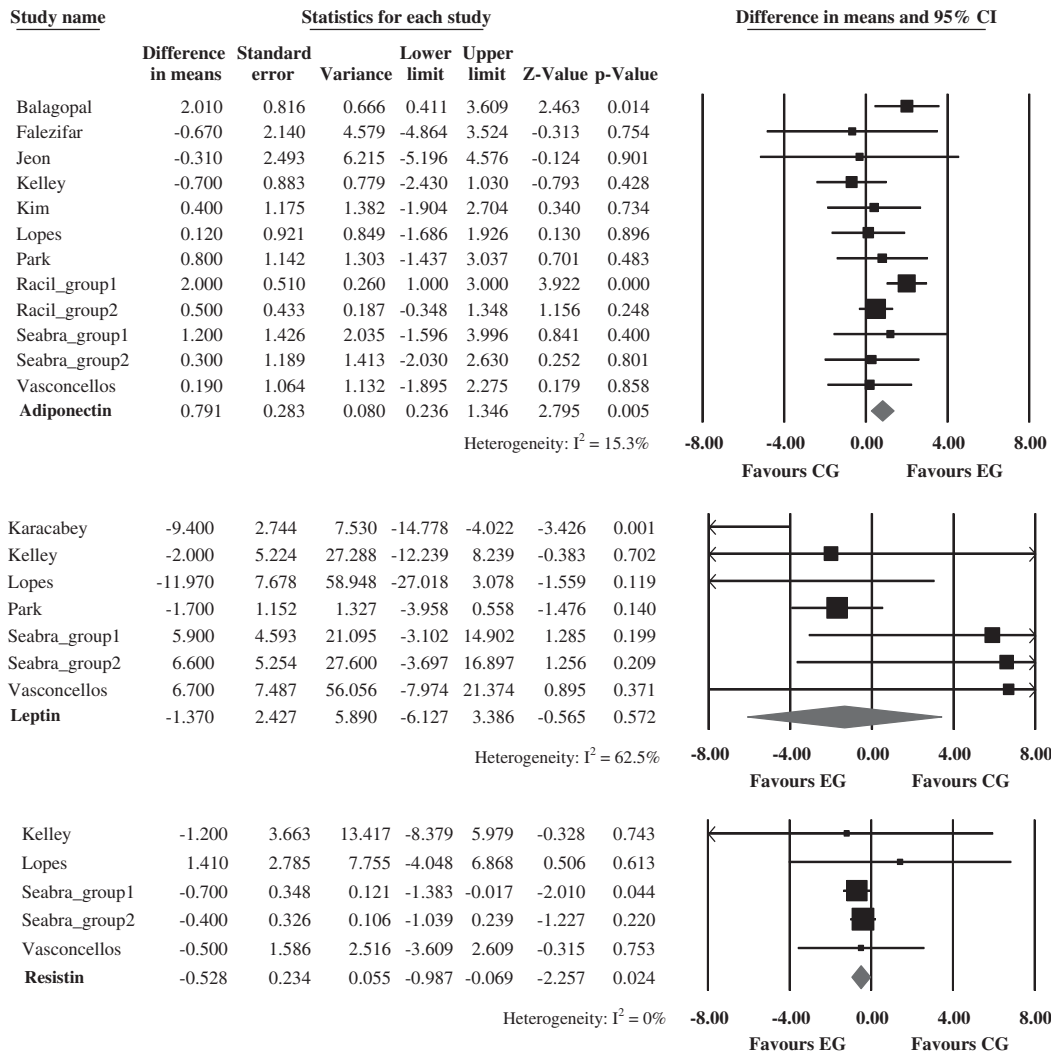 Study name Statistics for each study Difference in means and 95% CI
Difference Standard Lower Upper
in means error Variance limit limit Z-Value p-Value
Balagopal 2.010 0.816 0.666 0.411 3.609 2.463 0.014
Falezifar -0.670 2.140 4.579 -4.864 3.524 -0.313 0.754
Jeon -0.310 2.493 6.215 -5.196 4.576 -0.124 0.901
Kelley -0.700 0.883 0.779 -2.430 1.030 -0.793 0.428
Kim 0.400 1.175 1.382 -1.904 2.704 0.340 0.734
Lopes 0.120 0.921 0.849 -1.686 1.926 0.130 0.896
Park 0.800 1.142 1.303 -1.437 3.037 0.701 0.483
Racil_group1 2.000 0.510 0.260 1.000 3.000 3.922 0.000
Racil_group2 0.500 0.433 0.187 -0.348 1.348 1.156 0.248
Seabra_group1 1.200 1.426 2.035 -1.596 3.996 0.841 0.400
Seabra_group2 0.300 1.189 1.413 -2.030 2.630 0.252 0.801
Vasconcellos 0.190 1.064 1.132 -1.895 2.275 0.179 0.858
Adiponectin 0.791 0.283 0.080 0.236 1.346 2.795 0.005
Heterogeneity: I² = 15.3% -8.00 -4.00 0.00 4.00 8.00
Favours CG Favours EG
Karacabey -9.400 2.744 7.530 -14.778 -4.022 -3.426 0.001
Kelley -2.000 5.224 27.288 -12.239 8.239 -0.383 0.702
Lopes -11.970 7.678 58.948 -27.018 3.078 -1.559 0.119
Park -1.700 1.152 1.327 -3.958 0.558 -1.476 0.140
Seabra_group1 5.900 4.593 21.095 -3.102 14.902 1.285 0.199
Seabra_group2 6.600 5.254 27.600 -3.697 16.897 1.256 0.209
Vasconcellos 6.700 7.487 56.056 -7.974 21.374 0.895 0.371
Leptin -1.370 2.427 5.890 -6.127 3.386 -0.565 0.572
Heterogeneity: I² = 62.5% -8.00 -4.00 0.00 4.00 8.00
Favours EG Favours CG
Kelley -1.200 3.663 13.417 -8.379 5.979 -0.328 0.743
Lopes 1.410 2.785 7.755 -4.048 6.868 0.506 0.613
Seabra_group1 -0.700 0.348 0.121 -1.383 -0.017 -2.010 0.044
Seabra_group2 -0.400 0.326 0.106 -1.039 0.239 -1.227 0.220
Vasconcellos -0.500 1.586 2.516 -3.609 2.609 -0.315 0.753
Resistin -0.528 0.234 0.055 -0.987 -0.069 -2.257 0.024
Heterogeneity: I² = 0% -8.00 -4.00 0.00 4.00 8.00
Favours EG Favours CG